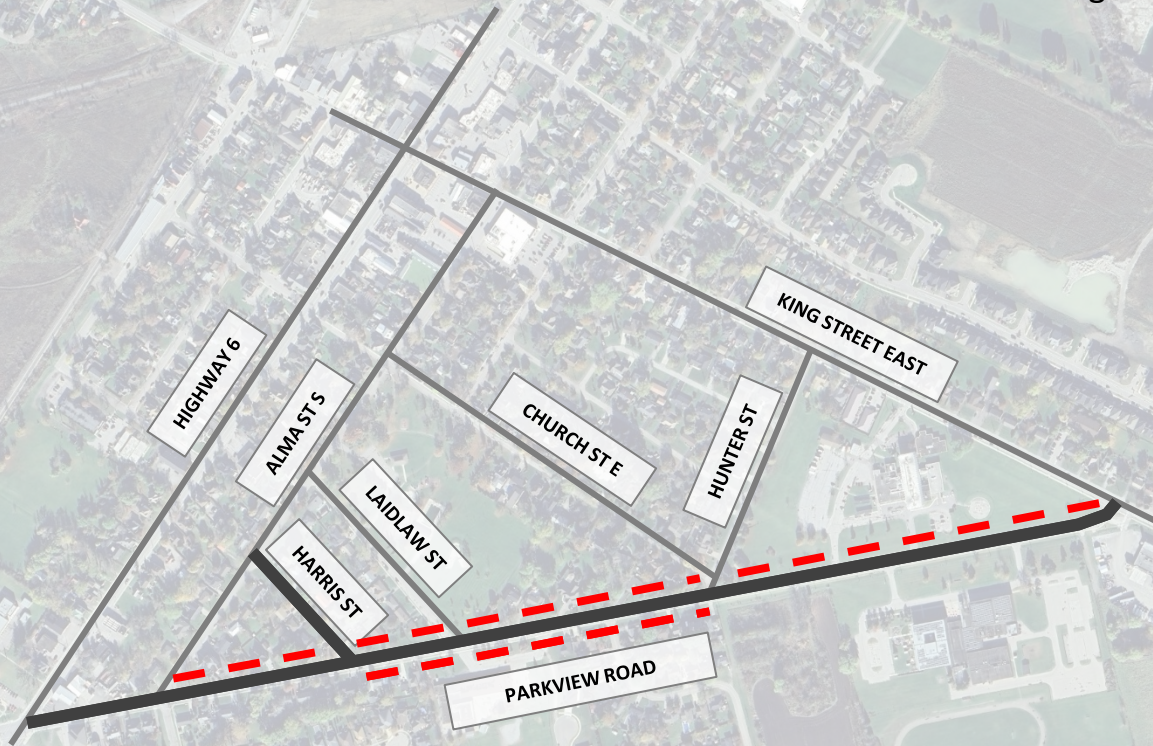 KING STREET EAST
HIGHWAY 6
ALMA ST S
CHURCH ST E
HUNTER ST
LAIDLAW ST
HARRIS ST
PARKVIEW ROAD